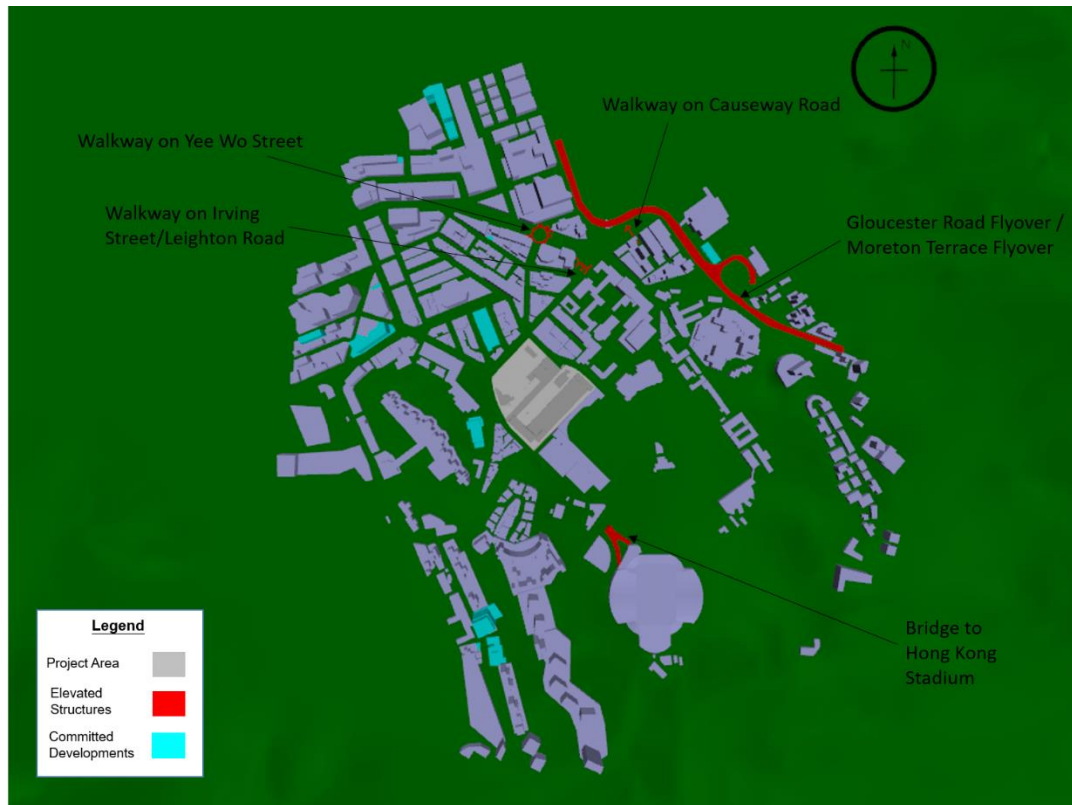 N
Walkway on Causeway Road
Walkway on Yee Wo Street
Walkway on Irving
Street/Leighton Road
Gloucester Road Flyover /
Moreton Terrace Flyover
Bridge to
Hong Kong
Stadium
Legend
Project Area
Elevated
Structures
Committed
Developments